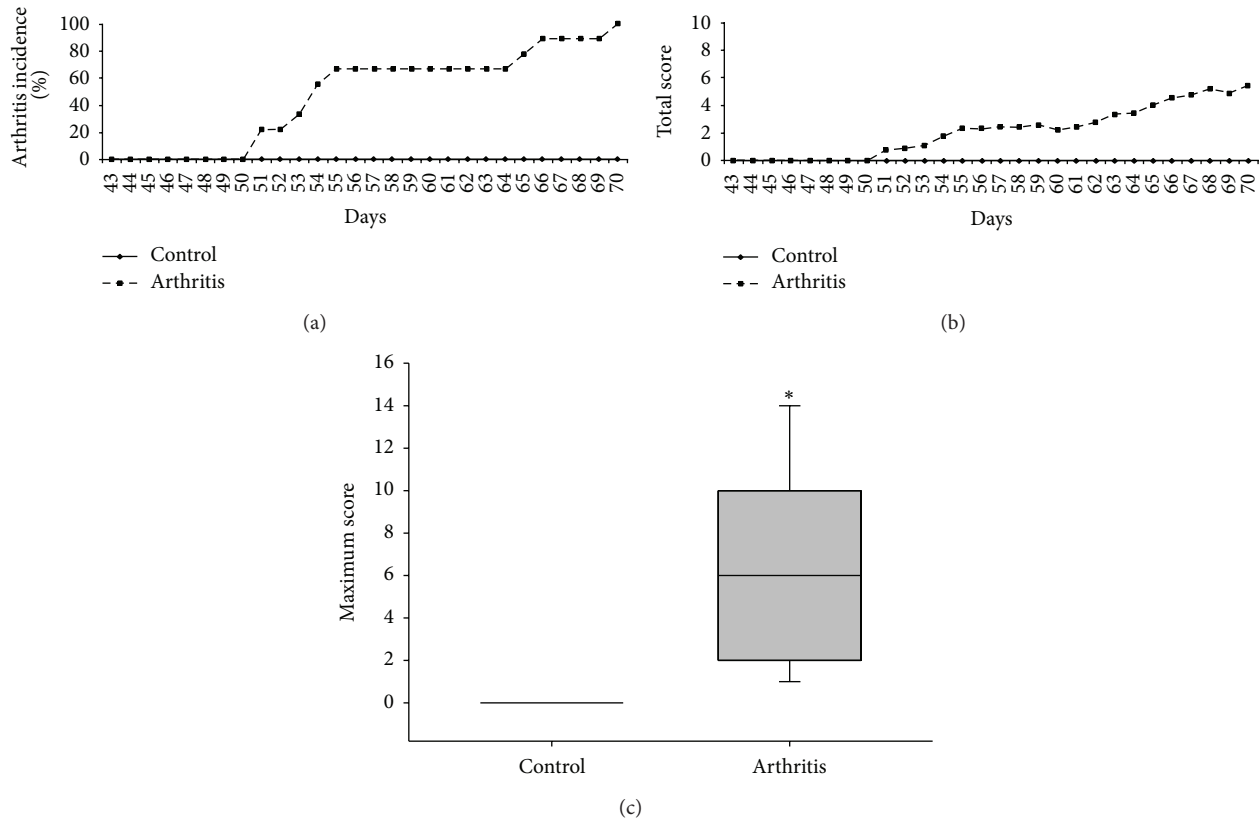 100
80
60
40
20
0
Arthritis incidence
(%)
43 44 45 46 47 48 49 50 51 52 53 54 55 56 57 58 59 60 61 62 63 64 65 66 67 68 69 70
Days
Control
Arthritis
(a)
10
8
6
4
2
0
Total score
43 44 45 46 47 48 49 50 51 52 53 54 55 56 57 58 59 60 61 62 63 64 65 66 67 68 69 70
Days
Control
Arthritis
(b)
16
14
12
10
8
6
4
2
0
Maximum score
*
Control Arthritis
(c)